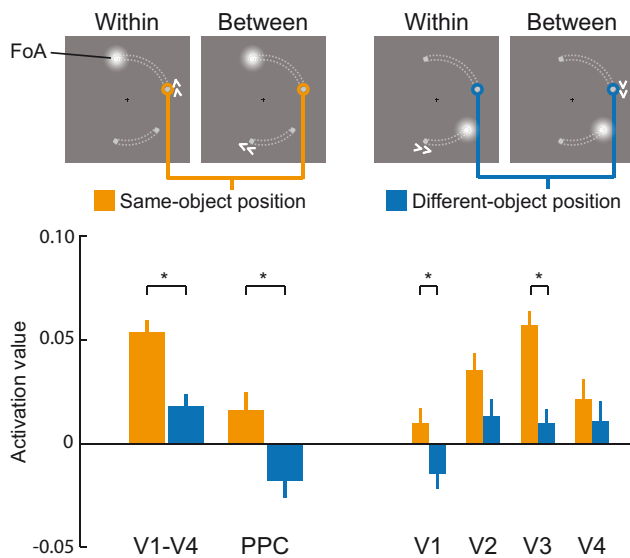 Within Between Within Between
FoA
Same-object position Different-object position
0.10
*
*
*
*
0.05
0
-0.05
Activation value
V1-V4 PPC V1 V2 V3 V4